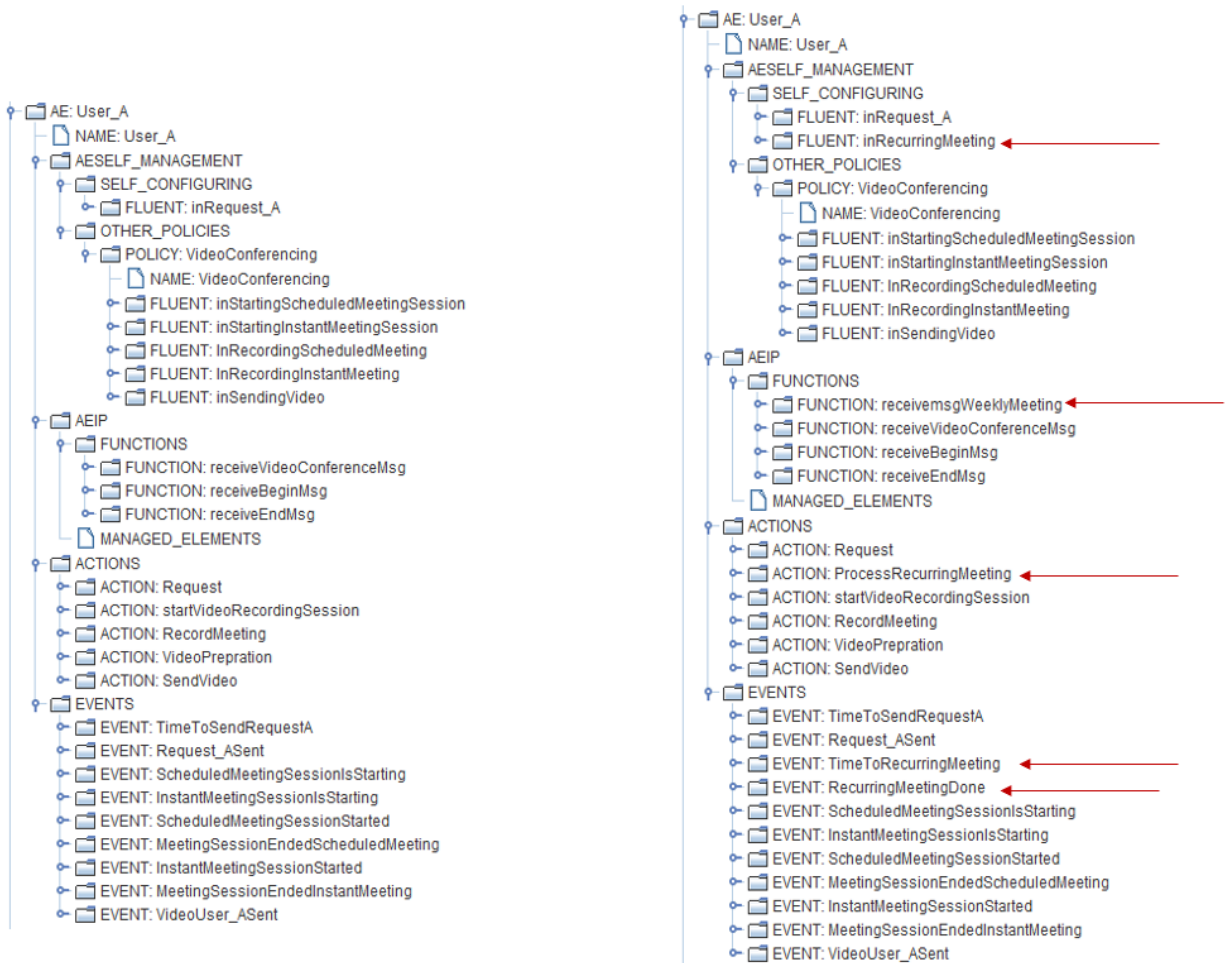 AE: User_A
NAME: User_A
AESELF_MANAGEMENT
SELF_CONFIGURING
FLUENT: inRequest_A
OTHER_POLICIES
POLICY: VideoConferencing
NAME: VideoConferencing
FLUENT: inStartingScheduledMeetingSession
FLUENT: inStartingInstantMeetingSession
FLUENT: InRecordingScheduledMeeting
FLUENT: InRecordingInstantMeeting
FLUENT: inSendingVideo
AEIP
FUNCTIONS
FUNCTION: receiveVideoConferenceMsg
FUNCTION: receiveBeginMsg
FUNCTION: receiveEndMsg
MANAGED_ELEMENTS
ACTIONS
ACTION: Request
ACTION: startVideoRecordingSession
ACTION: RecordMeeting
ACTION: VideoPrepration
ACTION: SendVideo
EVENTS
EVENT: TimeToSendRequestA
EVENT: Request_ASent
EVENT: ScheduledMeetingSessionIsStarting
EVENT: InstantMeetingSessionIsStarting
EVENT: ScheduledMeetingSessionStarted
EVENT: MeetingSessionEndedScheduledMeeting
EVENT: InstantMeetingSessionStarted
EVENT: MeetingSessionEndedInstantMeeting
EVENT: VideoUser_ASent
AE: User_A
NAME: User_A
AESELF_MANAGEMENT
SELF_CONFIGURING
FLUENT: inRequest_A
FLUENT: inRecurringMeeting
OTHER_POLICIES
POLICY: VideoConferencing
NAME: VideoConferencing
FLUENT: inStartingScheduledMeetingSession
FLUENT: inStartingInstantMeetingSession
FLUENT: InRecordingScheduledMeeting
FLUENT: InRecordingInstantMeeting
FLUENT: inSendingVideo
AEIP
FUNCTIONS
FUNCTION: receivemsgWeeklyMeeting
FUNCTION: receiveVideoConferenceMsg
FUNCTION: receiveBeginMsg
FUNCTION: receiveEndMsg
MANAGED_ELEMENTS
ACTIONS
ACTION: Request
ACTION: ProcessRecurringMeeting
ACTION: startVideoRecordingSession
ACTION: RecordMeeting
ACTION: VideoPrepration
ACTION: SendVideo
EVENTS
EVENT: TimeToSendRequestA
EVENT: Request_ASent
EVENT: TimeToRecurringMeeting
EVENT: RecurringMeetingDone
EVENT: ScheduledMeetingSessionIsStarting
EVENT: InstantMeetingSessionIsStarting
EVENT: ScheduledMeetingSessionStarted
EVENT: MeetingSessionEndedScheduledMeeting
EVENT: InstantMeetingSessionStarted
EVENT: MeetingSessionEndedInstantMeeting
EVENT: VideoUser_ASent